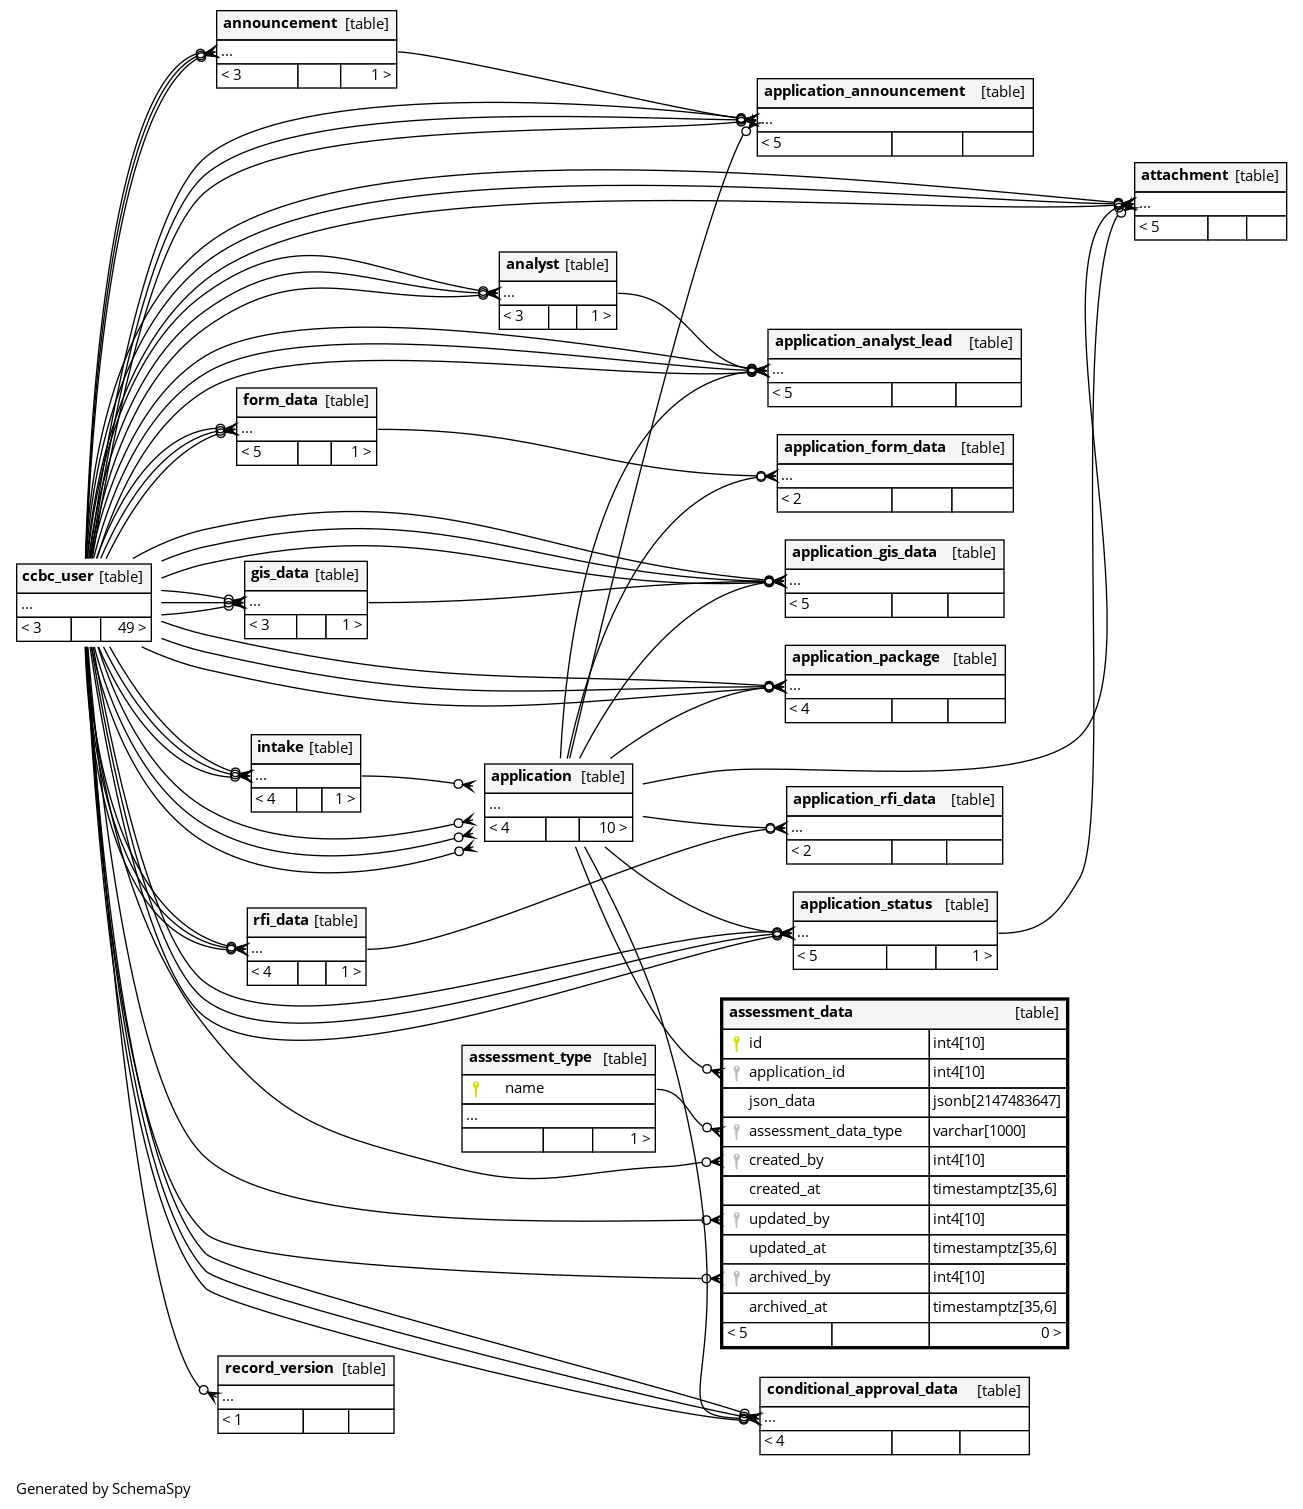 announcement [table]
...
< 3 1 >
application_announcement [table]
...
< 5
attachment [table]
...
< 5
analyst [table]
...
< 3 1 >
application_analyst_lead [table]
...
< 5
form_data [table]
...
< 5 1 >
application_form_data [table]
...
< 2
application_gis_data [table]
...
< 5
ccbc_user [table]
...
< 3 49 >
gis_data [table]
...
< 3 1 >
application_package [table]
...
< 4
intake [table]
...
< 4 1 >
application [table]
...
< 4 10 >
application_rfi_data [table]
...
< 2
rfi_data [table]
...
< 4 1 >
application_status [table]
...
< 5 1 >
assessment_data [table]
id int4[10]
application_id int4[10]
json_data jsonb[2147483647]
assessment_data_type varchar[1000]
created_by int4[10]
created_at timestamptz[35,6]
updated_by int4[10]
updated_at timestamptz[35,6]
archived_by int4[10]
archived_at timestamptz[35,6]
< 5 0 >
assessment_type [table]
name
...
1 >
record_version [table]
...
< 1
conditional_approval_data [table]
...
< 4
Generated by SchemaSpy